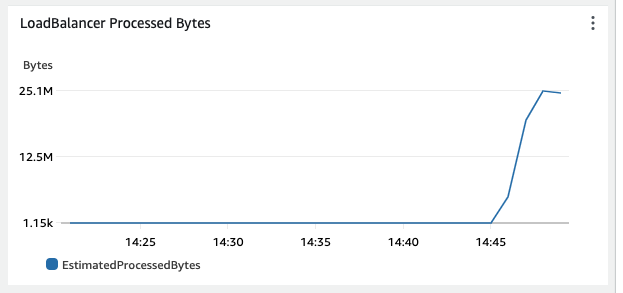 LoadBalancer Processed Bytes
Bytes
25.1M
12.5M
1.15k
14:25 14:30 14:35 14:40 14:45
EstimatedProcessedBytes